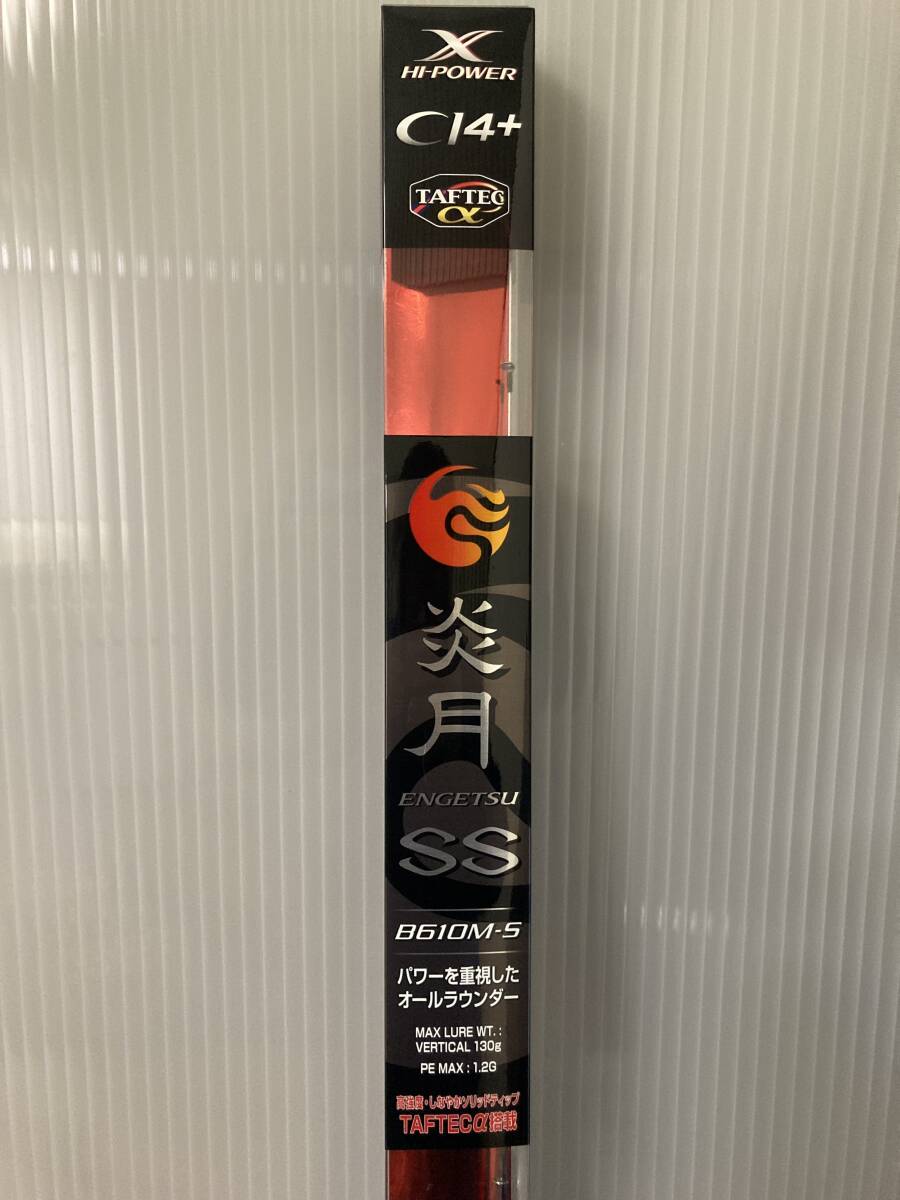 X
HI-POWER
CI4+
TAFTEC
α
炎月
ENGETSU
SS
B610M-S
パワーを重視した
オールラウンダー
MAX LURE WT. :
VERTICAL 130g
PE MAX : 1.2G
高強度・しなやかソリッドティップ
TAFTECα搭載